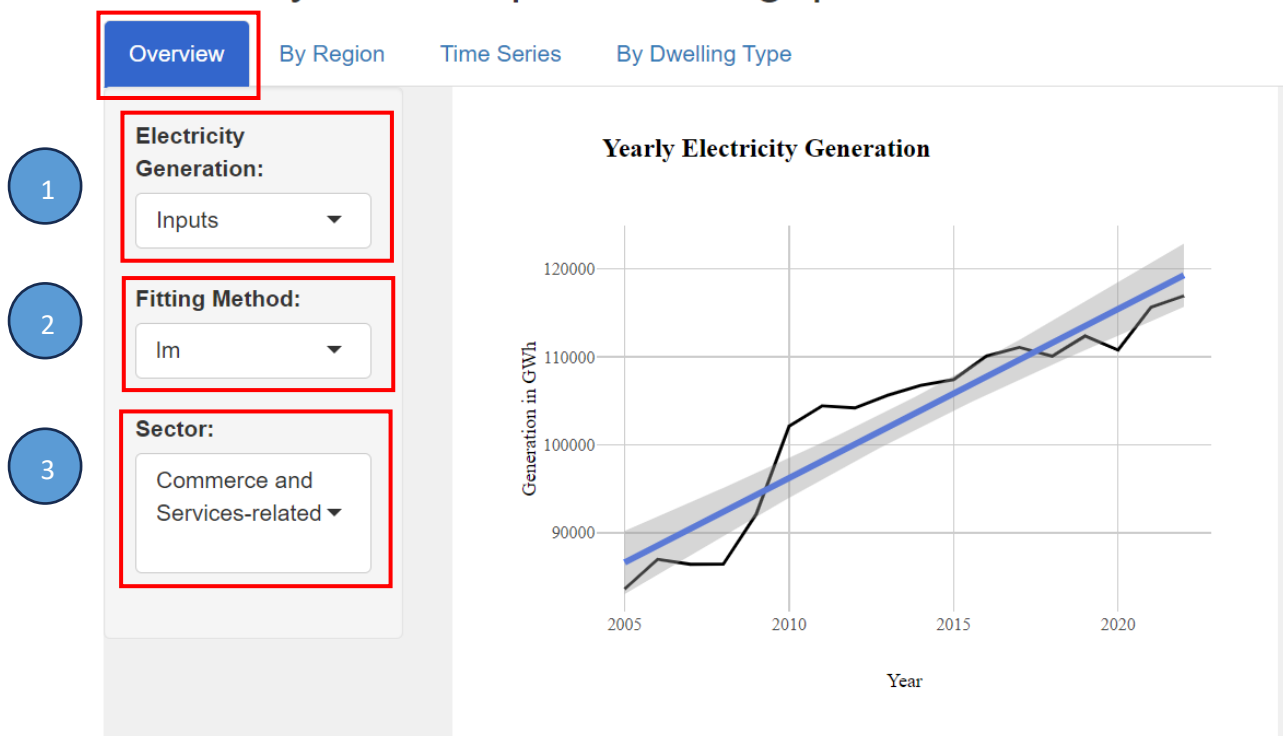 Overview By Region Time Series By Dwelling Type
1
Electricity
Generation:
Inputs
2
Fitting Method:
lm
3
Sector:
Commerce and
Services-related
Yearly Electricity Generation
Generation in GWh
120000
110000
100000
90000
2005 2010 2015 2020
Year